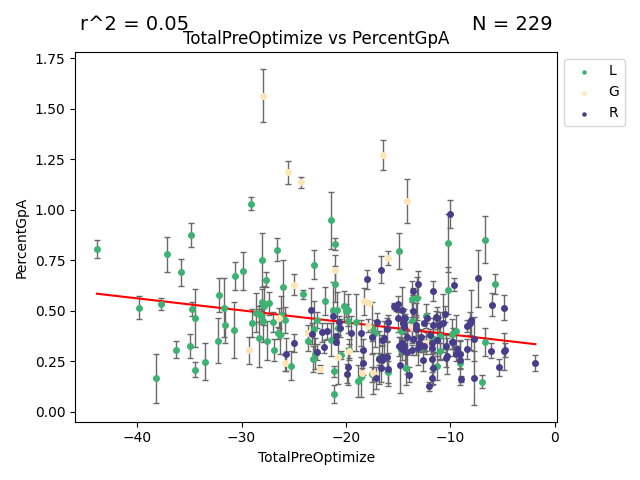 r^2 = 0.05
N = 229
TotalPreOptimize vs PercentGpA
1.75
1.50
1.25
1.00
0.75
0.50
0.25
0.00
PercentGpA
−40
−30
−20
−10
0
TotalPreOptimize
L
G
R